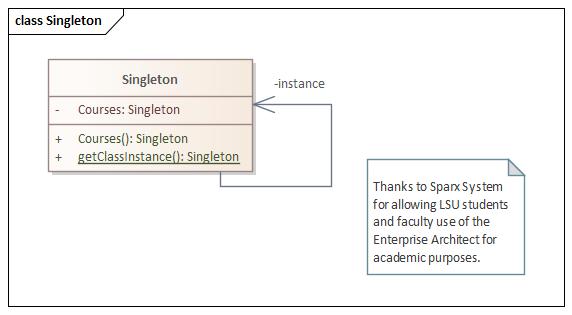 class Singleton
Singleton
-instance
- Courses: Singleton
+ Courses(): Singleton
+ getClassInstance(): Singleton
Thanks to Sparx System
for allowing LSU students
and faculty use of the
Enterprise Architect for
academic purposes.